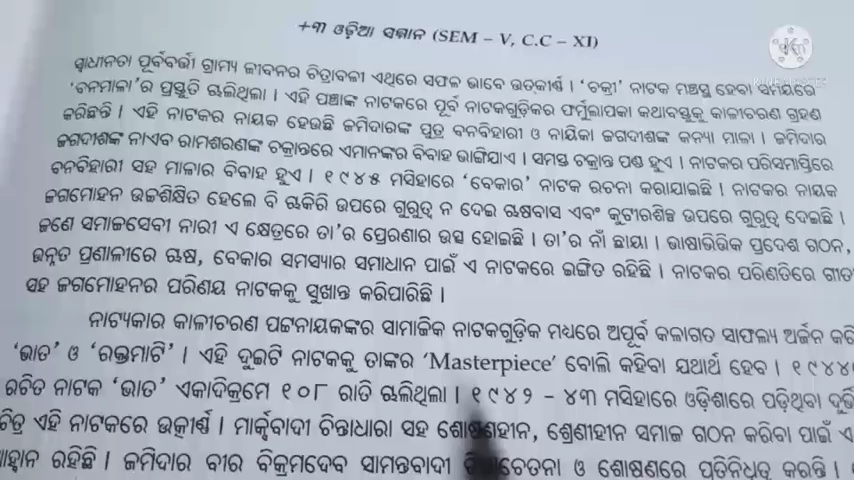 +୩ ଓଡ଼ିଆ ସମ୍ମାନ (SEM – V, C.C – XI)
ସ୍ୱାଧୀନତା ପୂର୍ବବର୍ତ୍ତୀ ଗ୍ରାମ୍ୟ ଜୀବନର ଚିତ୍ରାବଳୀ ଏଥିରେ ସଫଳ ଭାବେ ଉତ୍କୀର୍ଣ୍ଣ । ‘ଚକ୍ରୀ’ ନାଟକ ମଞ୍ଚସ୍ଥ ହେବା ସମୟରେ
‘ବନମାଳା’ର ପ୍ରସ୍ତୁତି ଚାଲିଥିଲା । ଏହି ପଞ୍ଚାଙ୍କ ନାଟକରେ ପୂର୍ବ ନାଟକଗୁଡ଼ିକର ଫର୍ମୁଲାପକା କଥାବସ୍ତୁକୁ କାଳୀଚରଣ ଗ୍ରହଣ
କରିଛନ୍ତି । ଏହି ନାଟକର ନାୟକ ହେଉଛି ଜମିଦାରଙ୍କ ପୁତ୍ର ବନବିହାରୀ ଓ ନାୟିକା ଜଗଦୀଶଙ୍କ କନ୍ୟା ମାଳା । ଜମିଦାର
ଜଗଦୀଶଙ୍କ ନାଏବ ରାମଶରଣଙ୍କ ଚକ୍ରାନ୍ତରେ ଏମାନଙ୍କର ବିବାହ ଭାଙ୍ଗିଯାଏ । ସମସ୍ତ ଚକ୍ରାନ୍ତ ପଣ୍ଡ ହୁଏ । ନାଟକର ପରିସମାପ୍ତିରେ
ବନବିହାରୀ ସହ ମାଳାର ବିବାହ ହୁଏ । ୧୯୪୫ ମସିହାରେ ‘ବେକାର’ ନାଟକ ରଚନା କରାଯାଇଛି । ନାଟକର ନାୟକ
ଜଗମୋହନ ଉଚ୍ଚଶିକ୍ଷିତ ହେଲେ ବି ଚାକିରି ଉପରେ ଗୁରୁତ୍ୱ ନ ଦେଇ ଚାଷବାସ ଏବଂ କୁଟୀରଶିଳ୍ପ ଉପରେ ଗୁରୁତ୍ୱ ଦେଇଛି ।
ଜଣେ ସମାଜସେବୀ ନାରୀ ଏ କ୍ଷେତ୍ରରେ ତା’ର ପ୍ରେରଣାର ଉତ୍ସ ହୋଇଛି । ତା’ର ନାଁ ଛାୟା । ଭାଷାଭିତ୍ତିକ ପ୍ରଦେଶ ଗଠନ,
ଉନ୍ନତ ପ୍ରଣାଳୀରେ ଚାଷ, ବେକାର ସମସ୍ୟାର ସମାଧାନ ପାଇଁ ଏ ନାଟକରେ ଇଙ୍ଗିତ ରହିଛି । ନାଟକର ପରିଣତିରେ ଗୀତା
ସହ ଜଗମୋହନର ପରିଣୟ ନାଟକକୁ ସୁଖାନ୍ତ କରିପାରିଛି ।
ନାଟ୍ୟକାର କାଳୀଚରଣ ପଟ୍ଟନାୟକଙ୍କର ସାମାଜିକ ନାଟକଗୁଡ଼ିକ ମଧ୍ୟରେ ଅପୂର୍ବ କଳାଗତ ସାଫଲ୍ୟ ଅର୍ଜନ
‘ଭାତ’ ଓ ‘ରକ୍ତମାଟି’ । ଏହି ଦୁଇଟି ନାଟକକୁ ତାଙ୍କର ‘Masterpiece’ ବୋଲି କହିବା ଯଥାର୍ଥ ହେବ । ୧୯୪୪
ରଚିତ ନାଟକ ‘ଭାତ’ ଏକାଦିକ୍ରମେ ୧୦୮ ରାତି ଚାଲିଥିଲା । ୧୯୪୨ – ୪୩ ମସିହାରେ ଓଡ଼ିଶାରେ ପଡ଼ିଥିବା
ଚିତ୍ର ଏହି ନାଟକରେ ଉତ୍କୀର୍ଣ୍ଣ । ମାର୍କ୍ସବାଦୀ ଚିନ୍ତାଧାରା ସହ ଶୋଷଣହୀନ, ଶ୍ରେଣୀହୀନ ସମାଜ ଗଠନ କରିବା ପାଇଁ ଏ
ରହିଛି । ଜମିଦାର ବୀର ବିକ୍ରମଦେବ ସାମନ୍ତବାଦୀ ଓ ଶୋଷଣରେ ପ୍ରତିନିଧିତ୍ୱ କରନ୍ତି ।